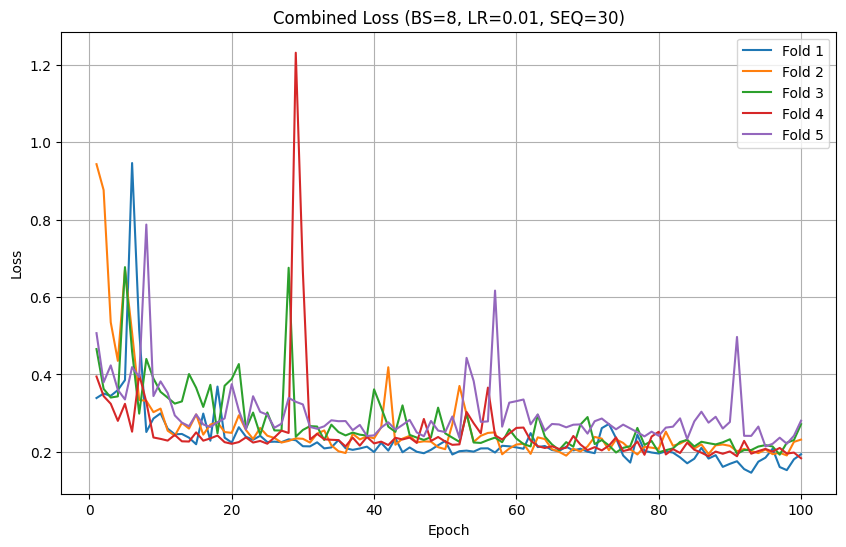 Combined Loss (BS=8, LR=0.01, SEQ=30)
Fold 1
Fold 2
Fold 3
Fold 4
Fold 5
Loss
1.2
1.0
0.8
0.6
0.4
0.2
0 20 40 60 80 100
Epoch